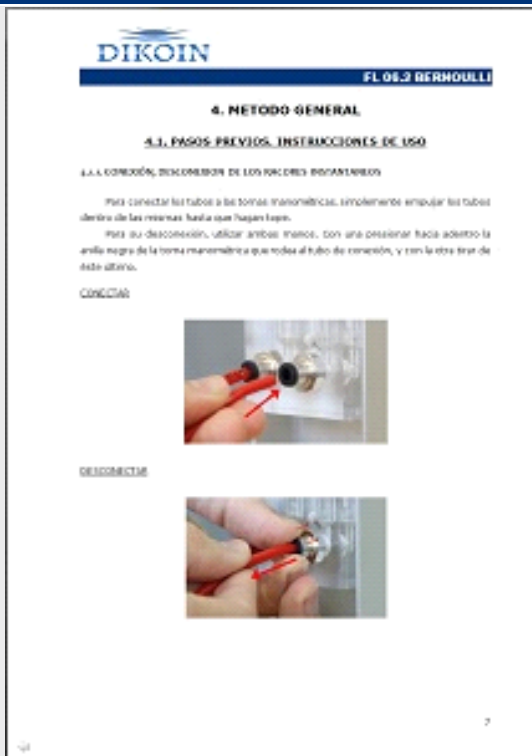 DIKOIN
FL 06.2 BERNOULLI
4. METODO GENERAL
4.1. PASOS PREVIOS. INSTRUCCIONES DE USO
4.1.1. CONEXIÓN, DESCONEXION DE LOS RACORES INSTANTANEOS
Para conectar los tubos a las tomas manométricas, simplemente empujar los tubos
dentro de las mismas hasta que hagan tope.
Para su desconexión, utilizar ambas manos. Con una presionar hacia adentro la
anilla negra de la toma manométrica que rodea al tubo de conexión, y con la otra tirar de
éste último.
CONECTAR
DESCONECTAR
7